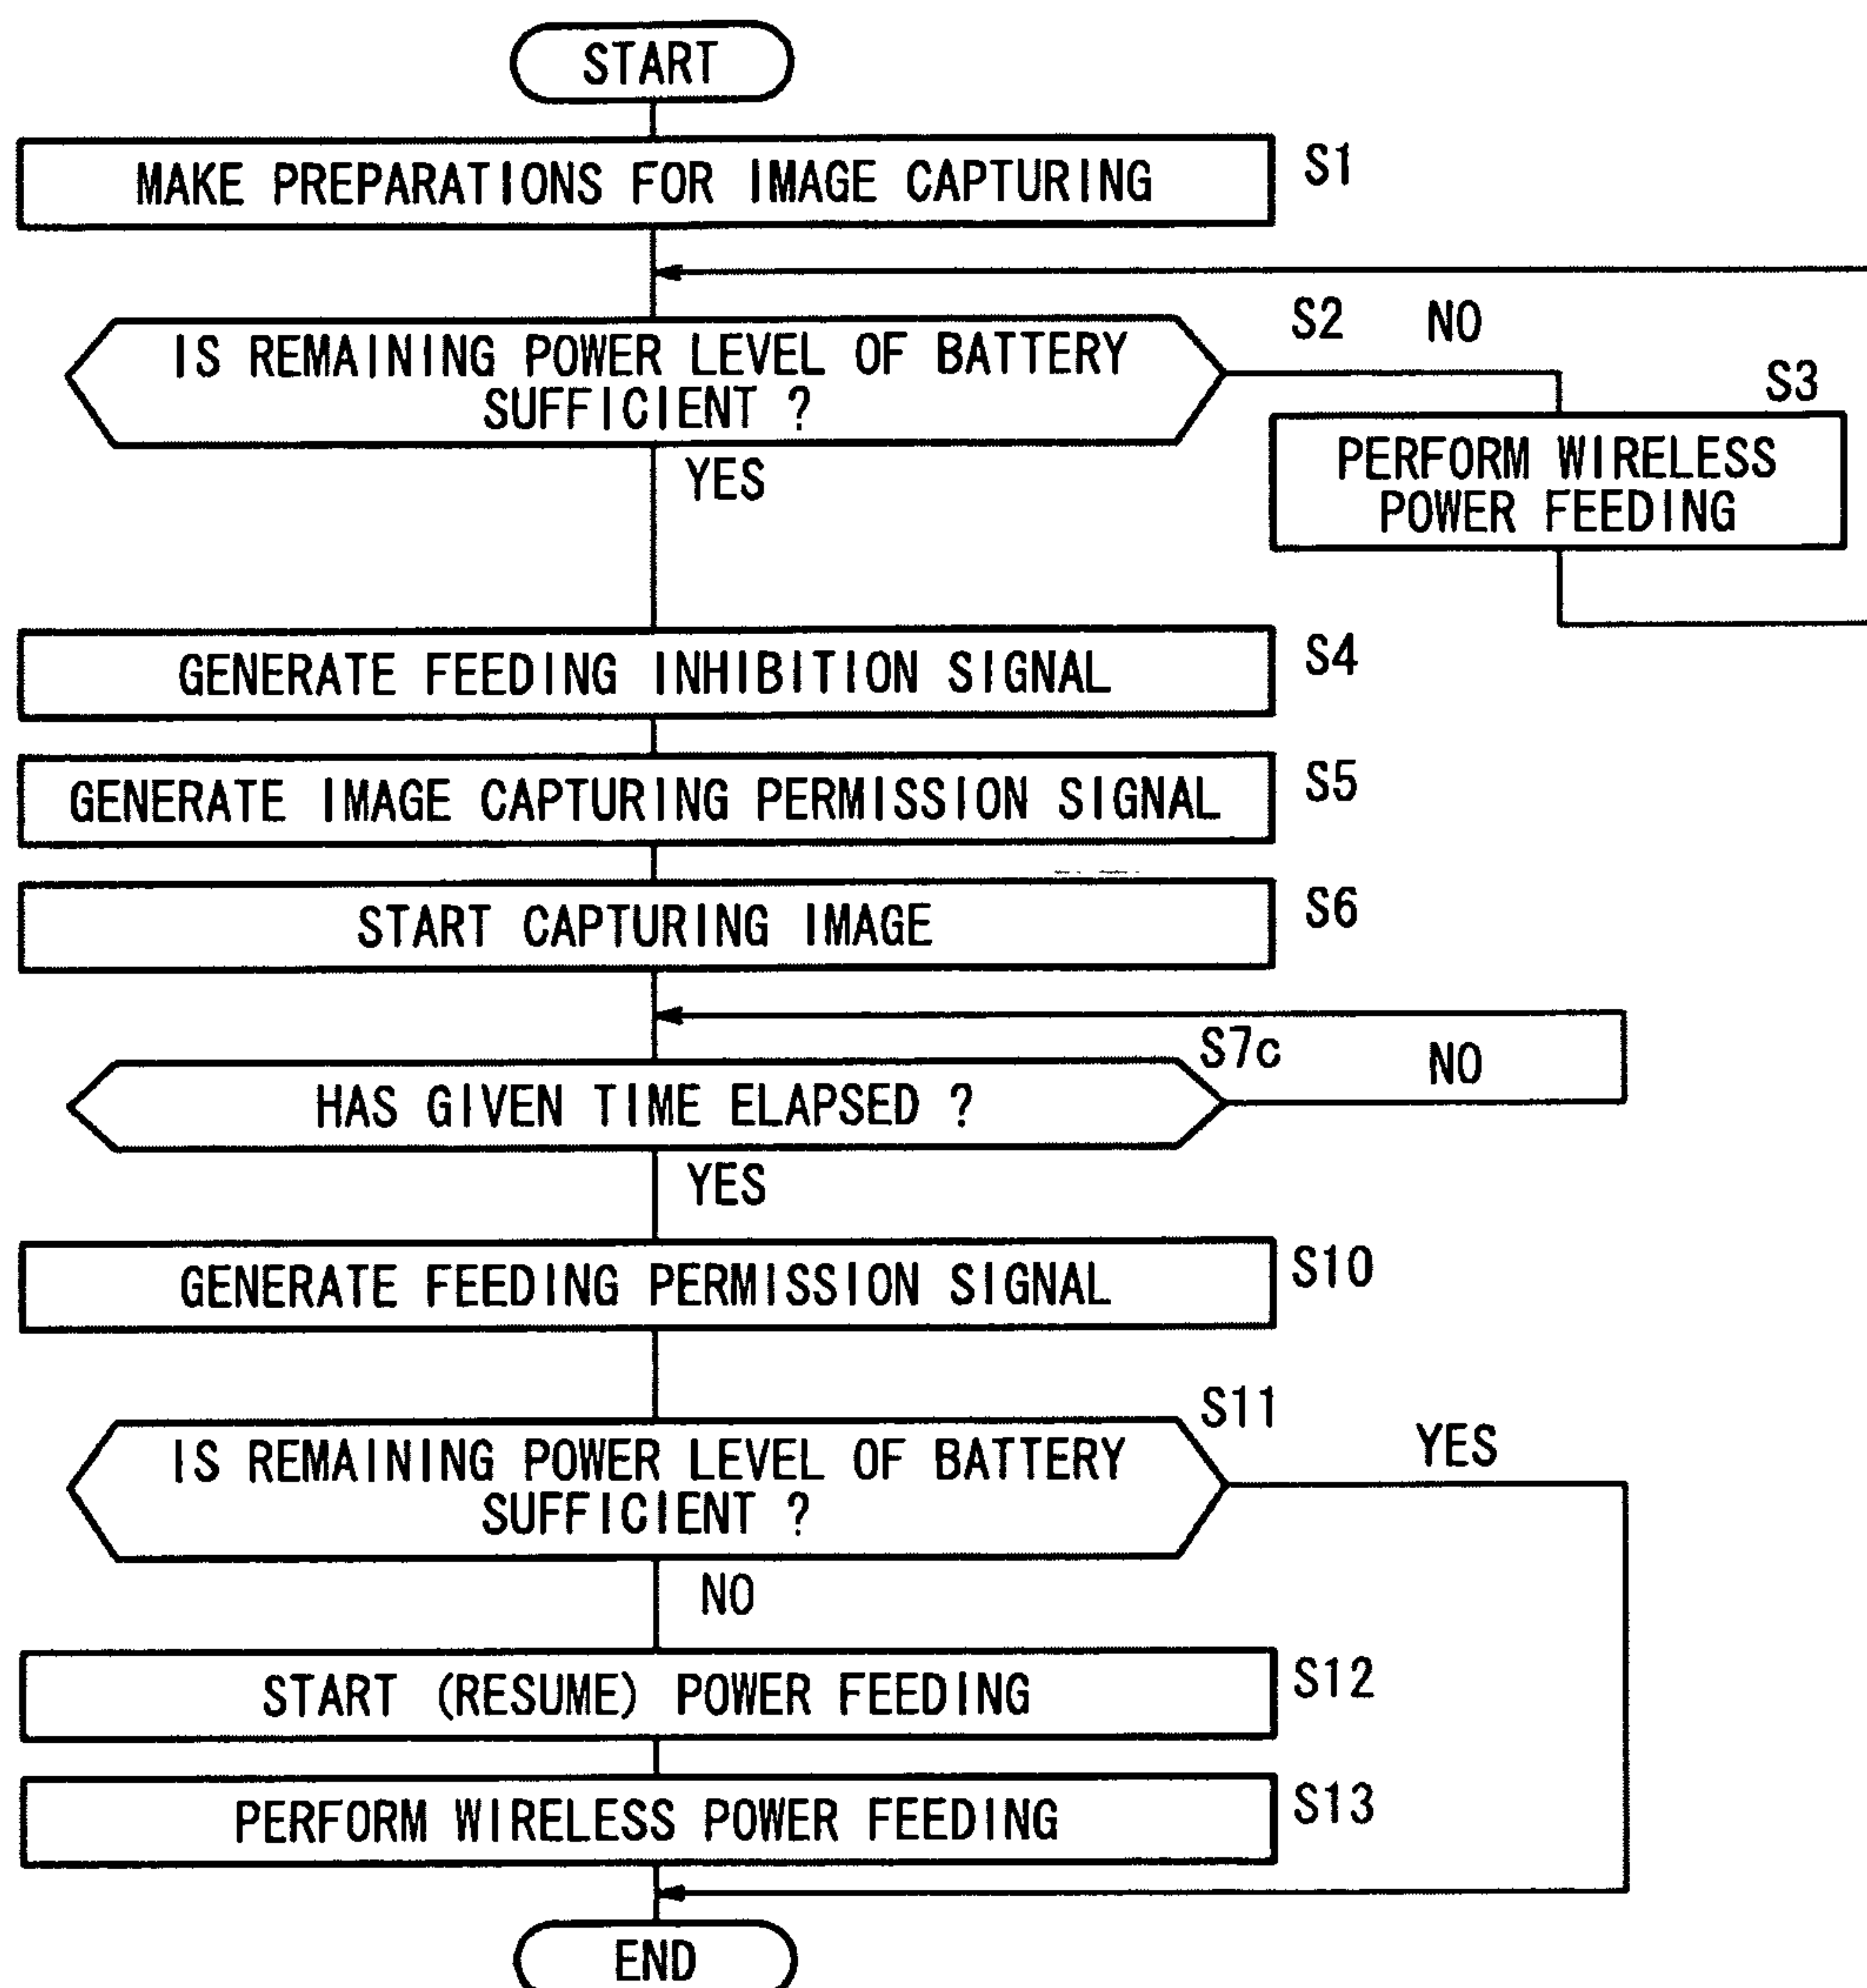 START
MAKE PREPARATIONS FOR IMAGE CAPTURING
S1
IS REMAINING POWER LEVEL OF BATTERY
SUFFICIENT ?
S2
NO
YES
S3
PERFORM WIRELESS
POWER FEEDING
GENERATE FEEDING INHIBITION SIGNAL
S4
GENERATE IMAGE CAPTURING PERMISSION SIGNAL
S5
START CAPTURING IMAGE
S6
HAS GIVEN TIME ELAPSED ?
S7c
NO
YES
GENERATE FEEDING PERMISSION SIGNAL
S10
IS REMAINING POWER LEVEL OF BATTERY
SUFFICIENT ?
S11
YES
NO
START (RESUME) POWER FEEDING
S12
PERFORM WIRELESS POWER FEEDING
S13
END